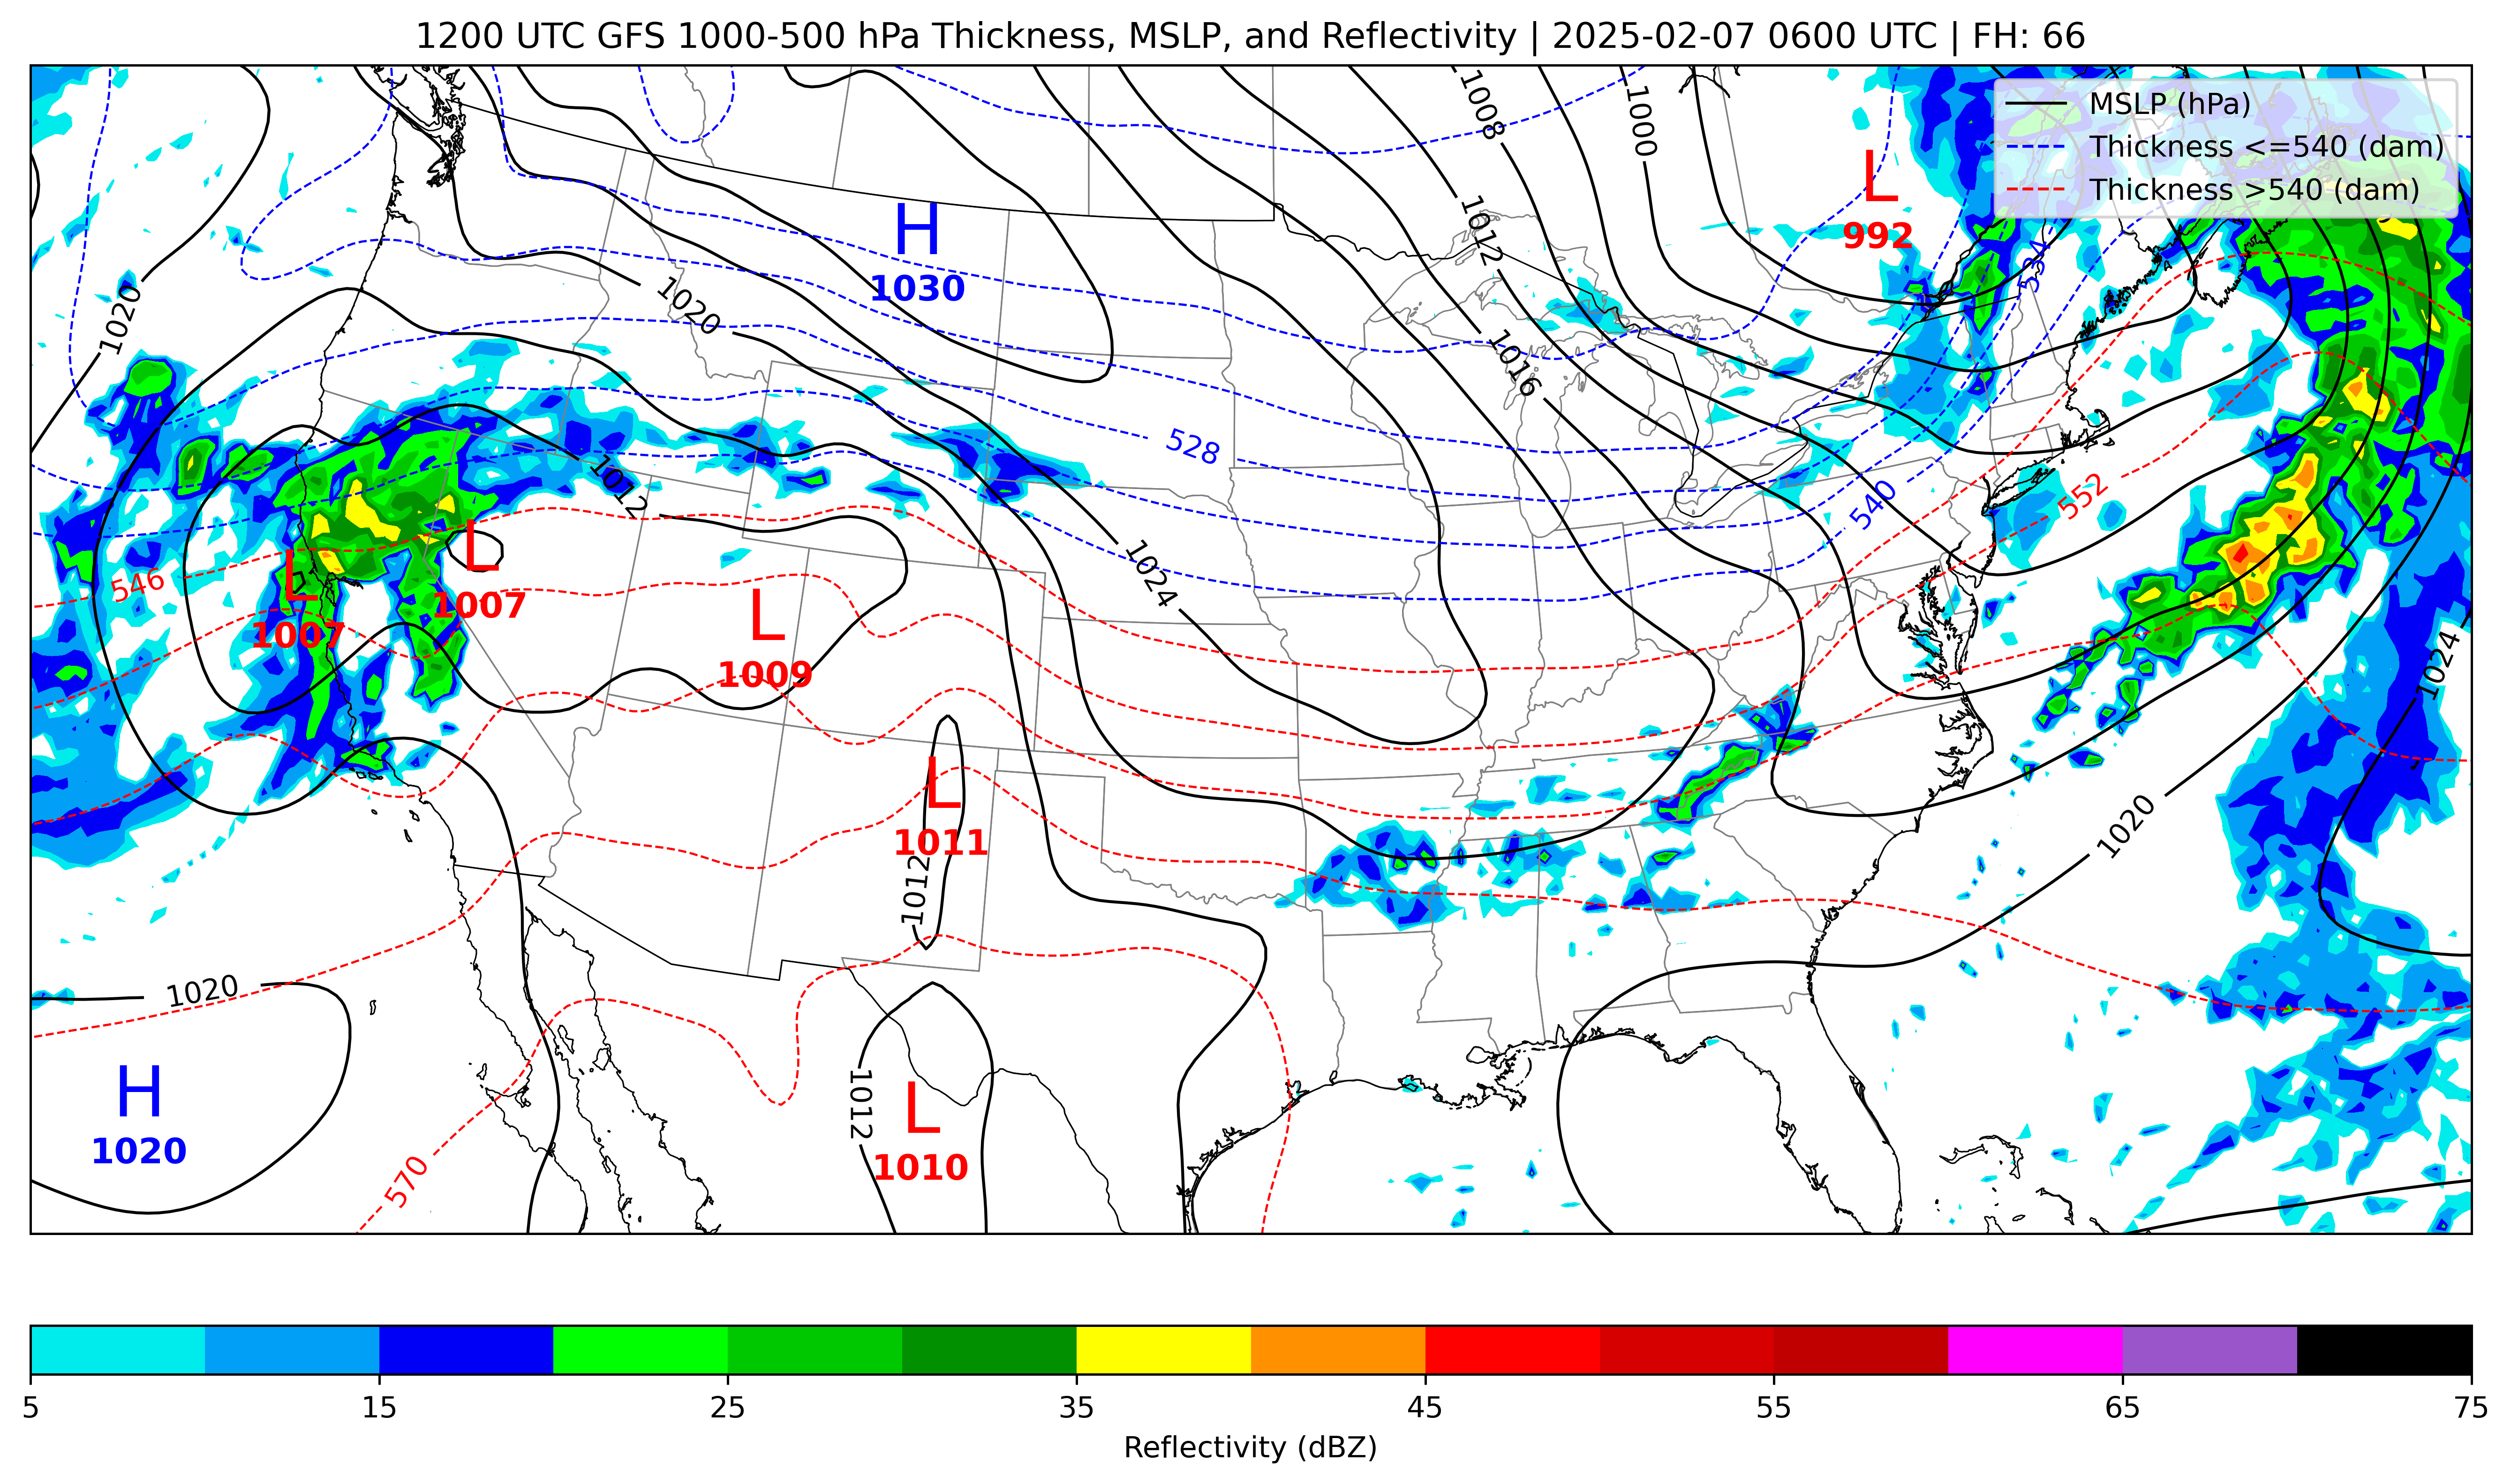 1200 UTC GFS 1000-500 hPa Thickness, MSLP, and Reflectivity | 2025-02-07 0600 UTC | FH: 66
MSLP (hPa)
Thickness <=540 (dam)
Thickness >540 (dam)
1008
1000
L
992
1012
H
1030
534
1020
1020
1016
528
1012
540
552
L
1007
L
1007
546
1024
L
1009
1024
L
1011
1020
1012
1020
H
1020
1012
L
1010
570
5
15
25
35
45
55
65
75
Reflectivity (dBZ)